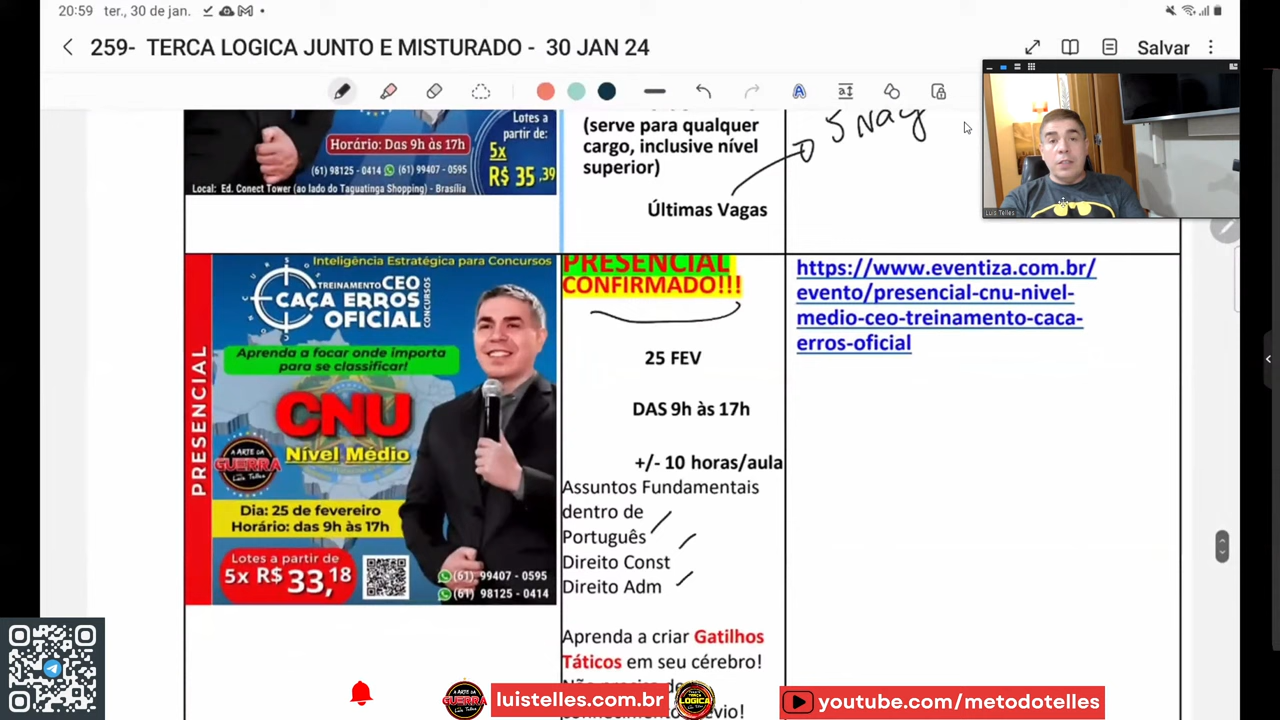 20:59 ter., 30 de jan.
259- TERCA LOGICA JUNTO E MISTURADO - 30 JAN 24
Salvar
Luis Telles
Lotes a
partir de:
5x
R$ 35,39
Horário: Das 9h às 17h
(61) 98125 - 0414 (61) 99407 - 0595
Local: Ed. Conect Tower (ao lado do Taguatinga Shopping) - Brasília
(serve para qualquer
cargo, inclusive nível
superior)
Últimas Vagas
PRESENCIAL
Inteligência Estratégica para Concursos
TREINAMENTO CEO
CAÇA ERROS
OFICIAL
CONCURSOS
Aprenda a focar onde importa
para se classificar!
CNU
Nível Médio
A ARTE DA
GUERRA
Luis Telles
Dia: 25 de fevereiro
Horário: das 9h às 17h
Lotes a partir de
5x R$ 33,18
(61) 99407 - 0595
(61) 98125 - 0414
PRESENCIAL
CONFIRMADO!!!
25 FEV
DAS 9h às 17h
+/- 10 horas/aula
Assuntos Fundamentais
dentro de
Português
Direito Const
Direito Adm
Aprenda a criar Gatilhos
Táticos em seu cérebro!
https://www.eventiza.com.br/
evento/presencial-cnu-nivel-
medio-ceo-treinamento-caca-
erros-oficial
luistelles.com.br
youtube.com/metodotelles